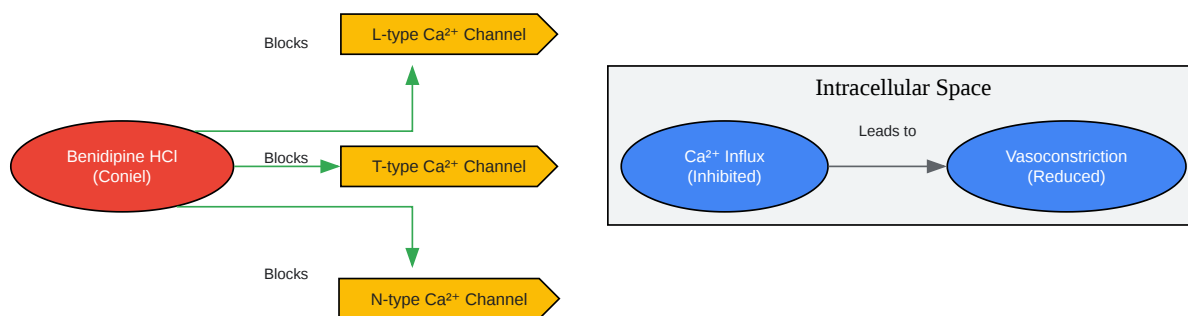 Blocks
L-type Ca²⁺ Channel
Intracellular Space
Benidipine HCl
(Coniel)
Blocks
T-type Ca²⁺ Channel
Ca²⁺ Influx
(Inhibited)
Leads to
Vasoconstriction
(Reduced)
Blocks
N-type Ca²⁺ Channel